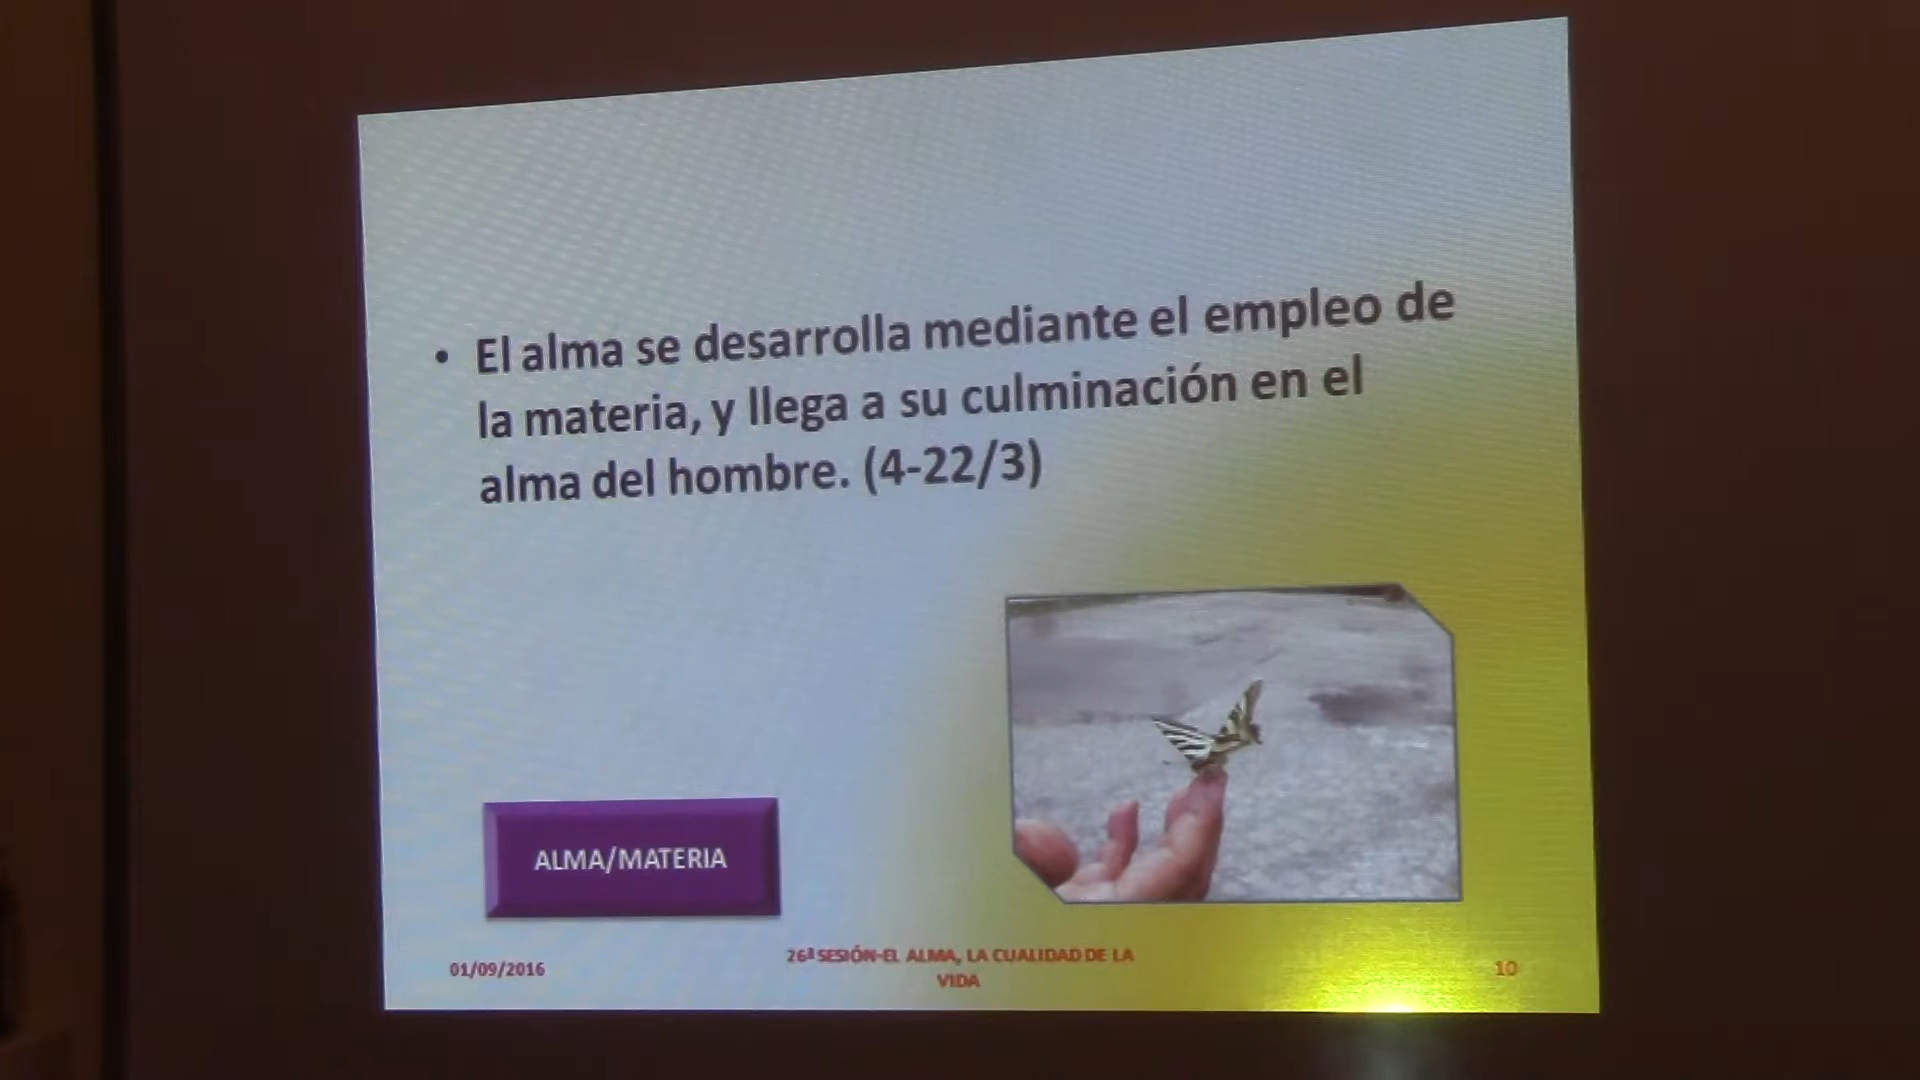 • El alma se desarrolla mediante el empleo de
la materia, y llega a su culminación en el
alma del hombre. (4-22/3)
ALMA/MATERIA
01/09/2016
26ª SESIÓN-EL ALMA, LA CUALIDAD DE LA
VIDA
10